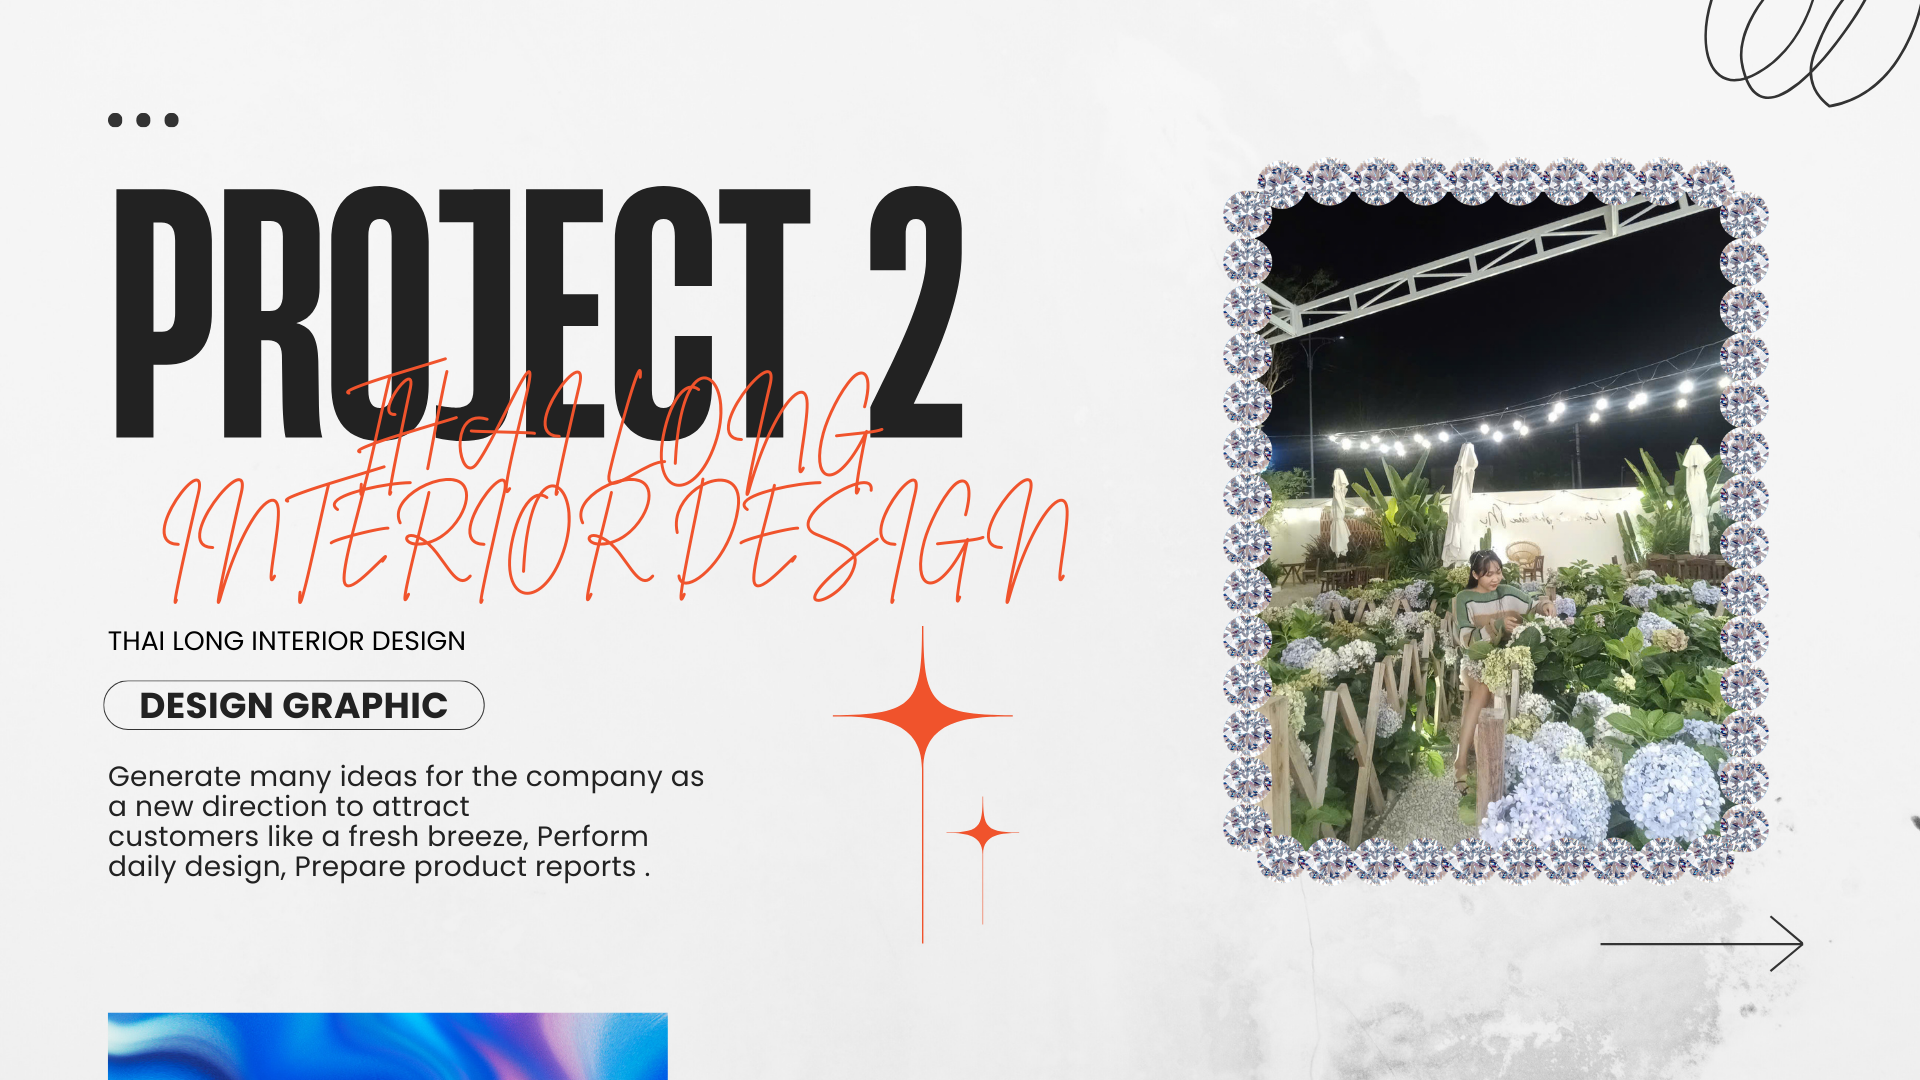 PROJECT 2
THAI LONG
INTERIOR DESIGN
THAI LONG INTERIOR DESIGN
DESIGN GRAPHIC
Generate many ideas for the company as
a new direction to attract
customers like a fresh breeze, Perform
daily design, Prepare product reports .